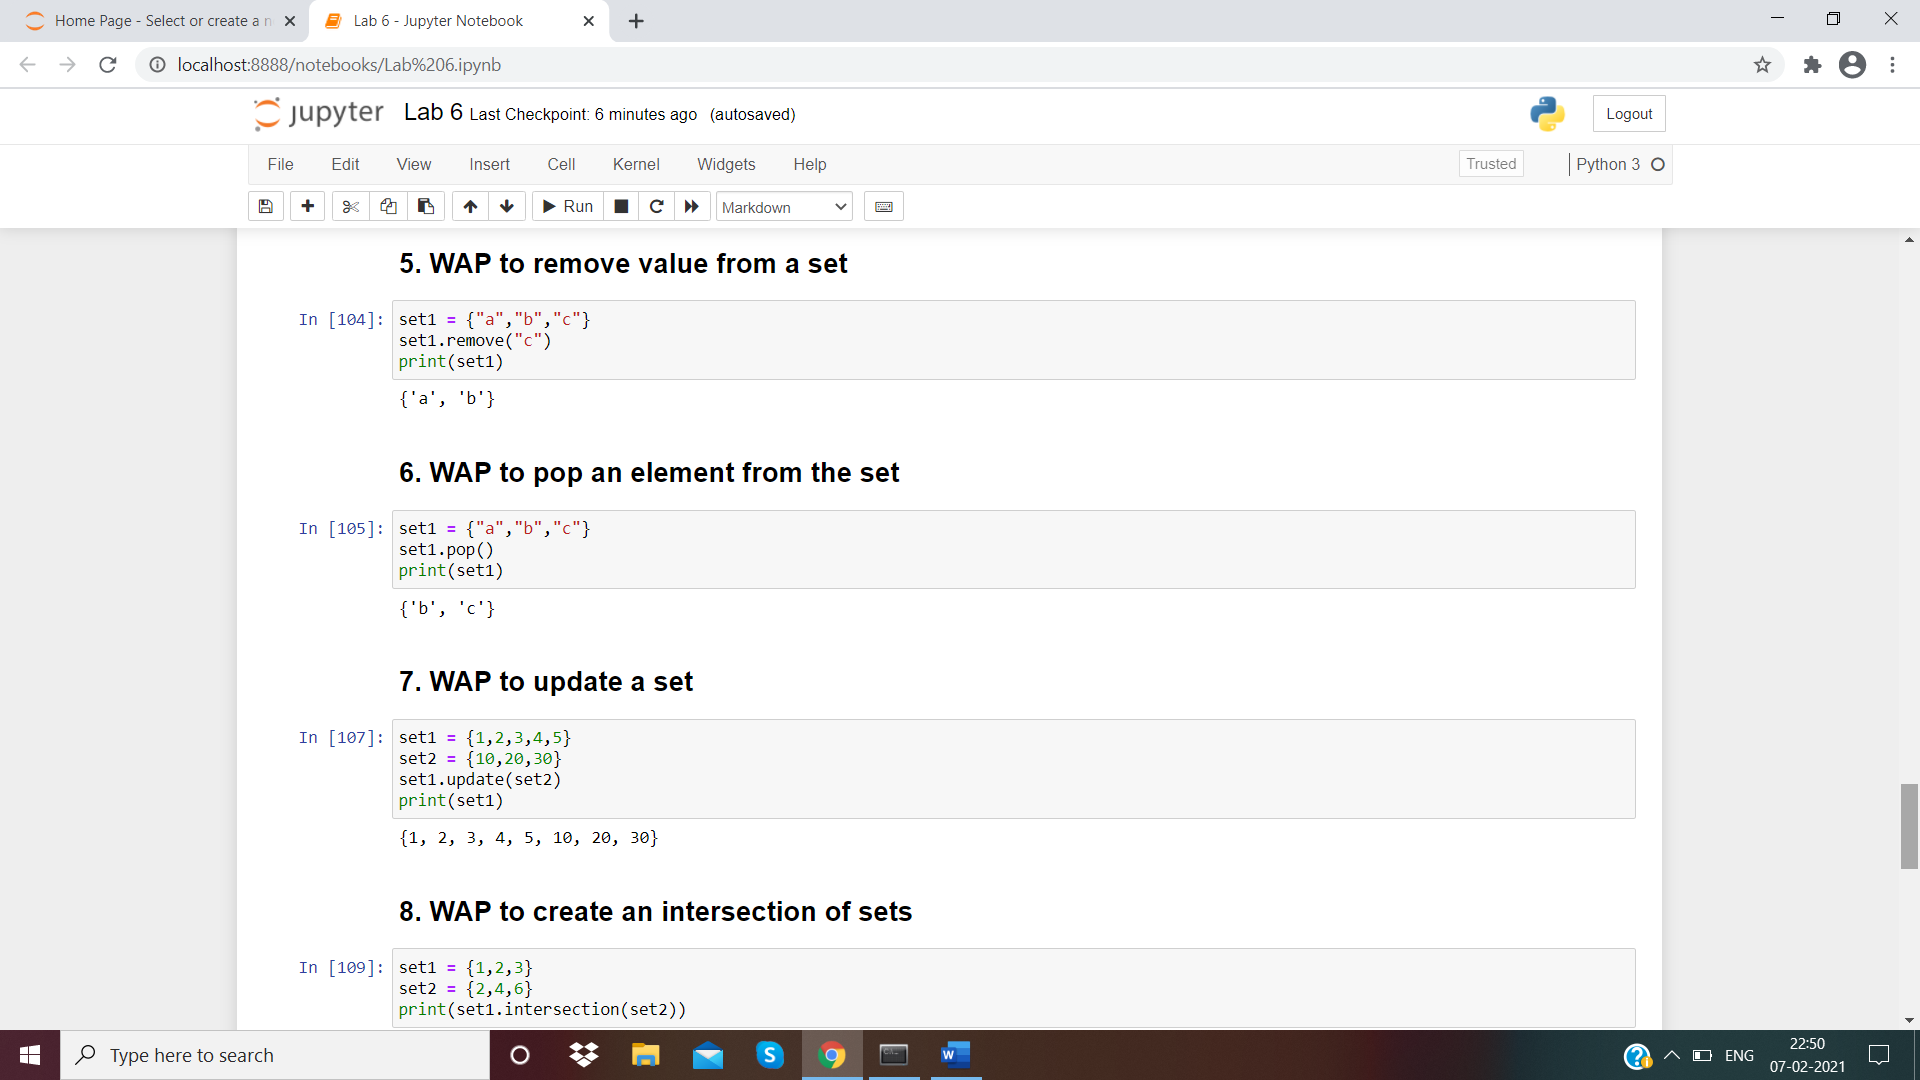 Home Page - Select or create a n
Lab 6 - Jupyter Notebook
localhost:8888/notebooks/Lab%206.ipynb
jupyter Lab 6 Last Checkpoint: 6 minutes ago (autosaved)
Logout
File Edit View Insert Cell Kernel Widgets Help
Trusted
Python 3
Run
Markdown
5. WAP to remove value from a set
In [104]: set1 = {"a","b","c"}
set1.remove("c")
print(set1)
{'a', 'b'}
6. WAP to pop an element from the set
In [105]: set1 = {"a","b","c"}
set1.pop()
print(set1)
{'b', 'c'}
7. WAP to update a set
In [107]: set1 = {1,2,3,4,5}
set2 = {10,20,30}
set1.update(set2)
print(set1)
{1, 2, 3, 4, 5, 10, 20, 30}
8. WAP to create an intersection of sets
In [109]: set1 = {1,2,3}
set2 = {2,4,6}
print(set1.intersection(set2))
Type here to search
ENG
22:50
07-02-2021